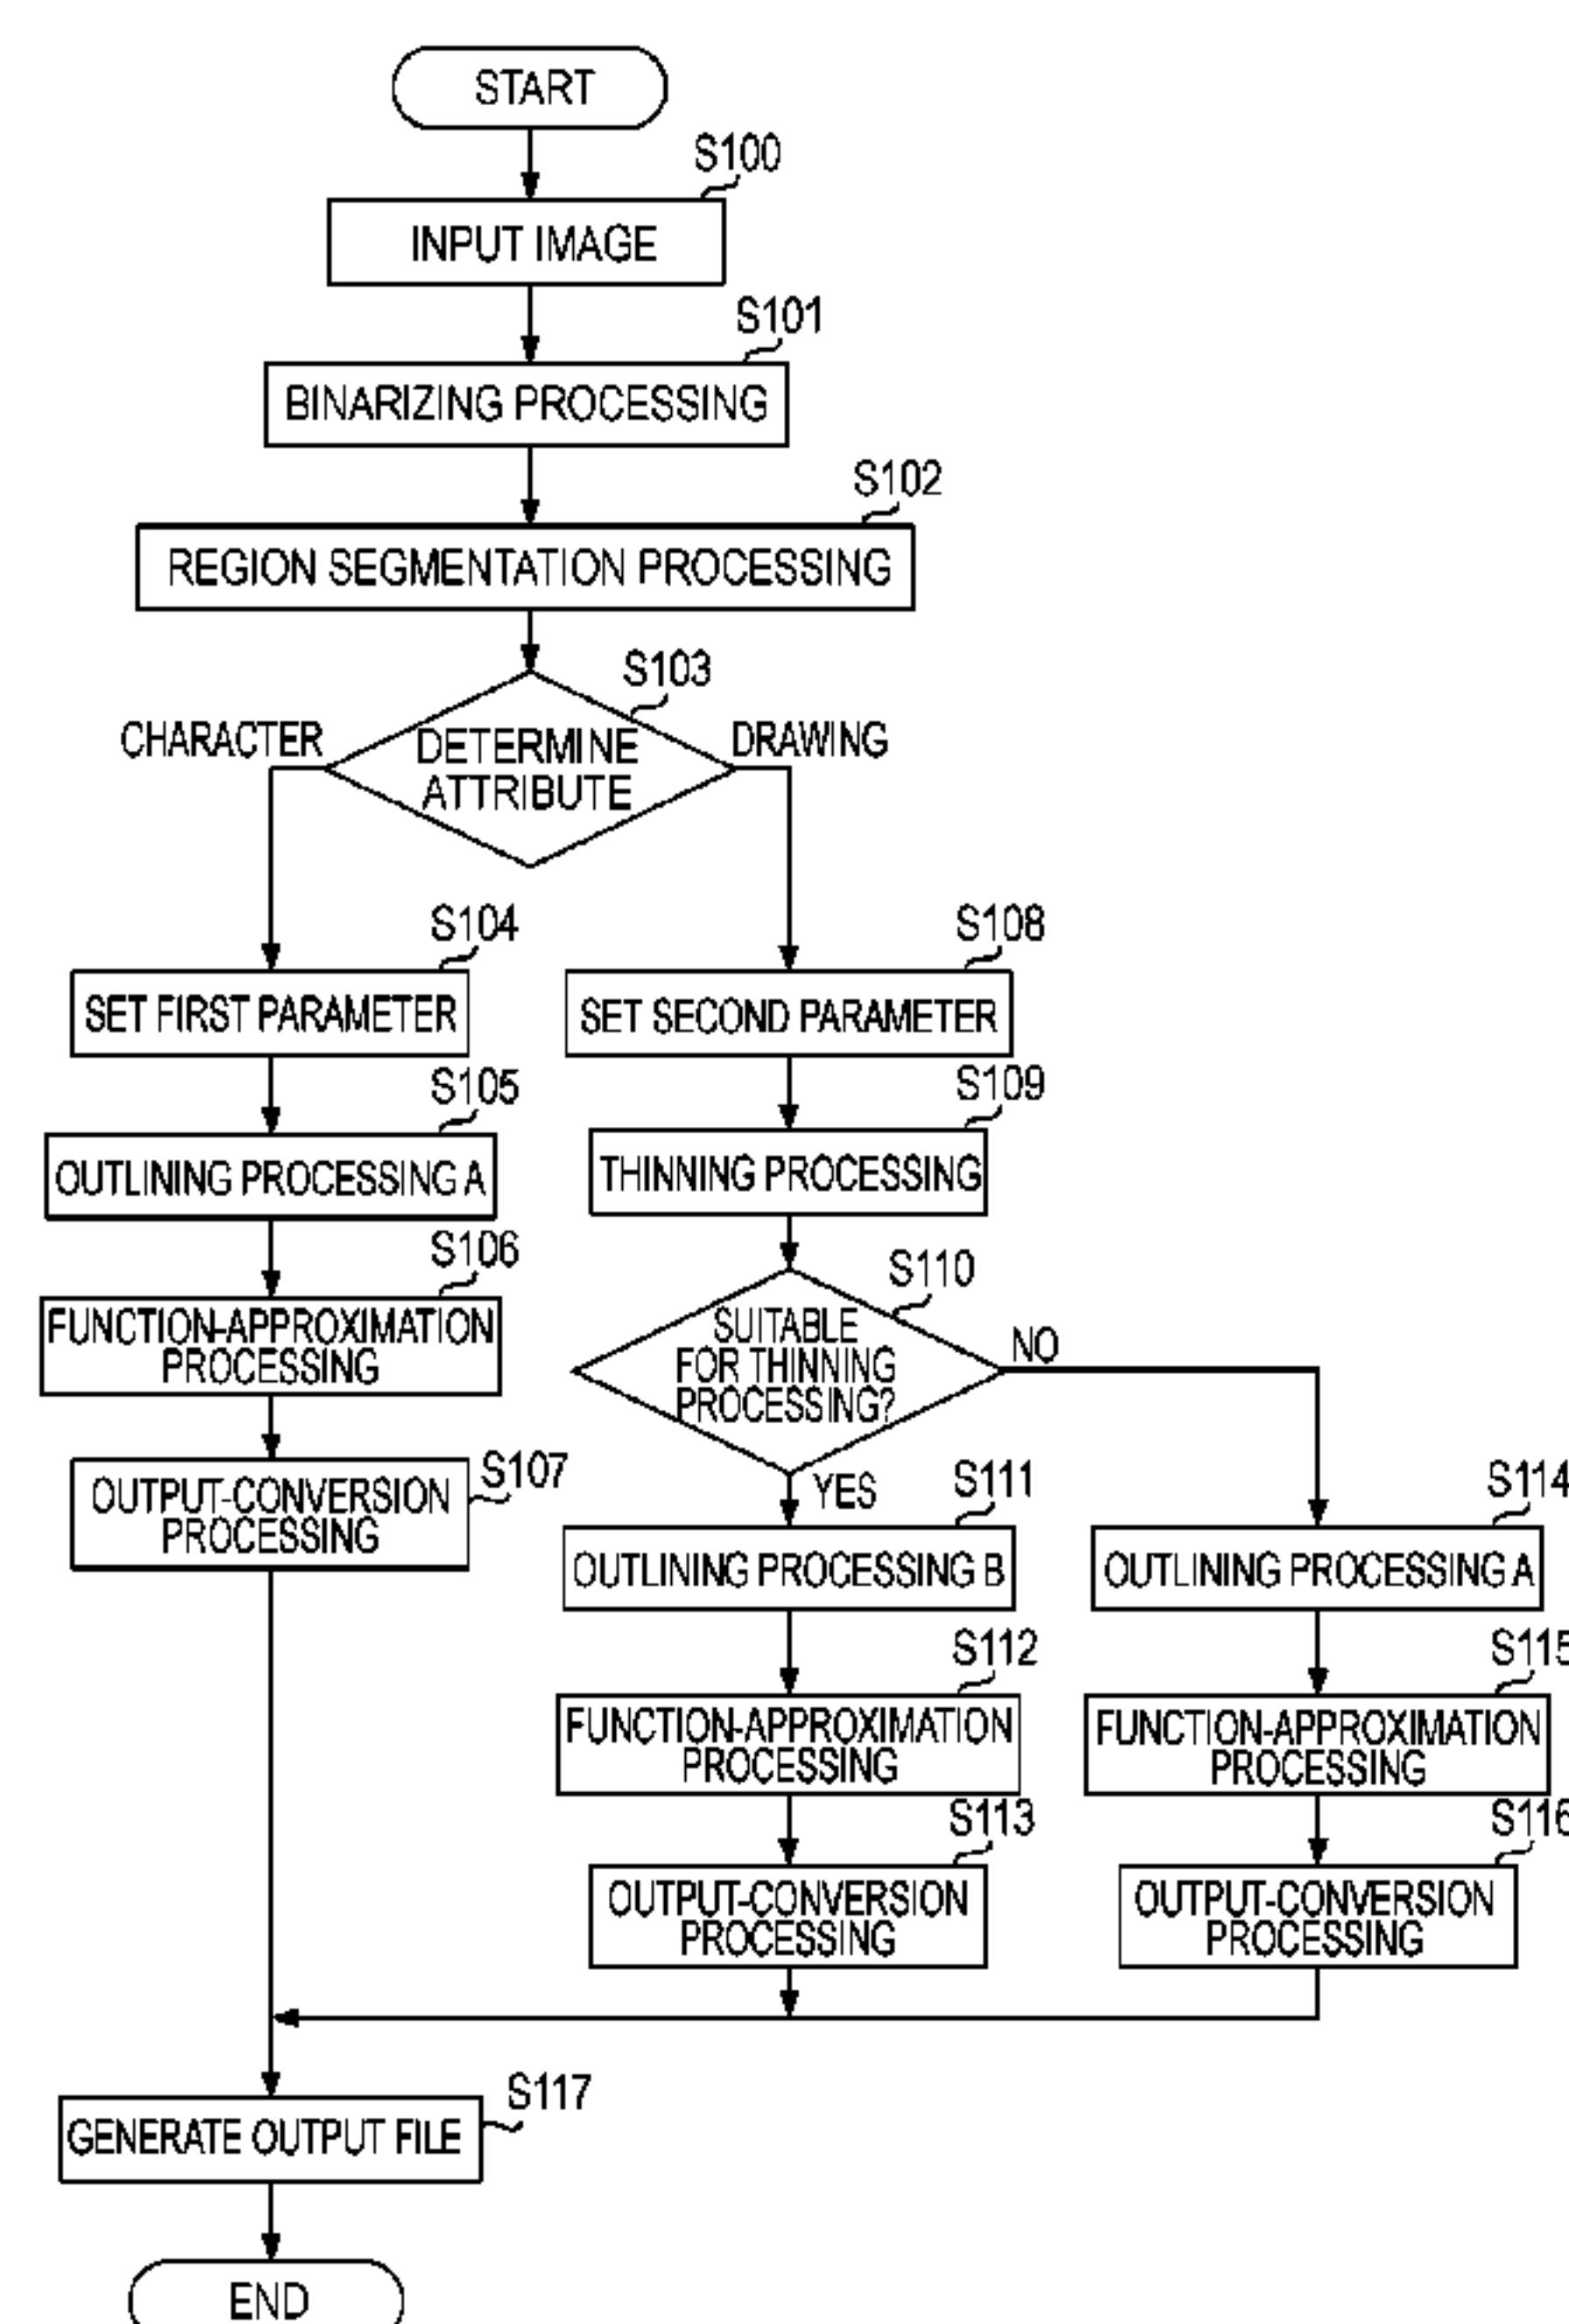 START
S100
INPUT IMAGE
S101
BINARIZING PROCESSING
S102
REGION SEGMENTATION PROCESSING
S103
CHARACTER
DETERMINE
ATTRIBUTE
DRAWING
S104
SET FIRST PARAMETER
S105
OUTLINING PROCESSING A
S106
FUNCTION-APPROXIMATION
PROCESSING
S107
OUTPUT-CONVERSION
PROCESSING
S108
SET SECOND PARAMETER
S109
THINNING PROCESSING
S110
SUITABLE
FOR THINNING
PROCESSING?
NO
YES
S111
OUTLINING PROCESSING B
S112
FUNCTION-APPROXIMATION
PROCESSING
S113
OUTPUT-CONVERSION
PROCESSING
S114
OUTLINING PROCESSING A
S115
FUNCTION-APPROXIMATION
PROCESSING
S116
OUTPUT-CONVERSION
PROCESSING
S117
GENERATE OUTPUT FILE
END